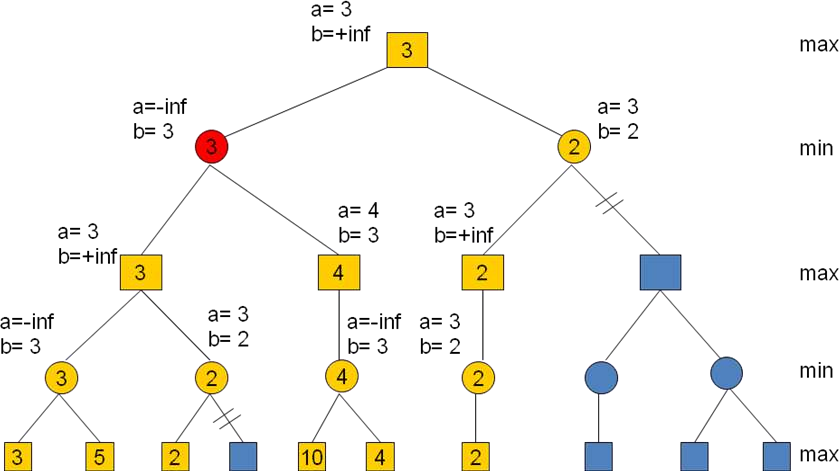 a= 3
b=+inf
3
max
a=-inf
b= 3
3
a= 3
b= 2
2
min
a= 3
b=+inf
3
a= 4
b= 3
4
a= 3
b=+inf
2
max
a=-inf
b= 3
3
a= 3
b= 2
2
a=-inf
b= 3
4
a= 3
b= 2
2
min
3
5
2
10
4
2
max